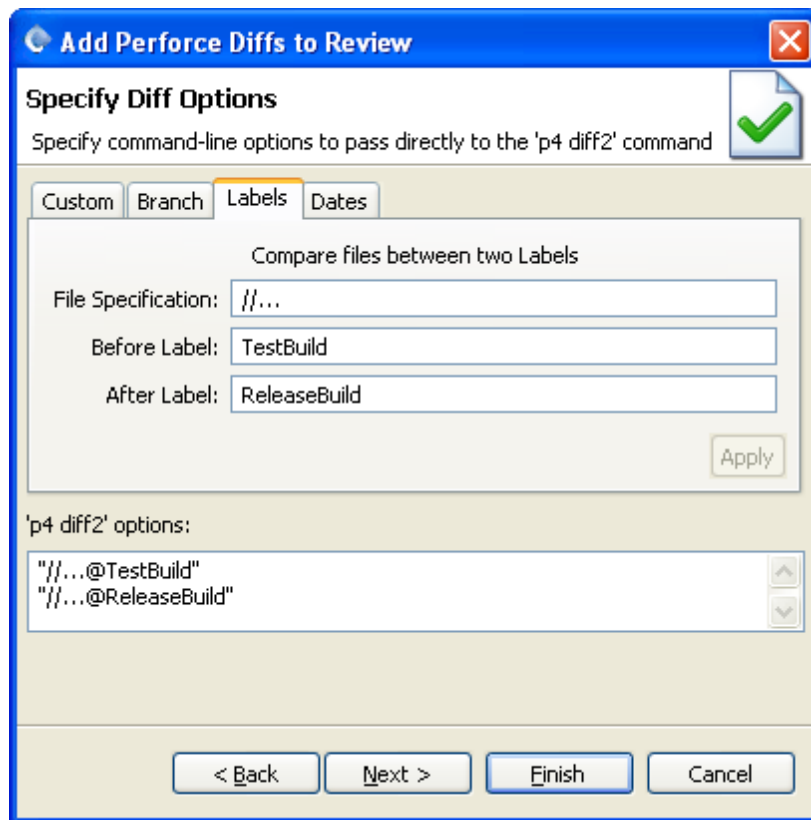 Add Perforce Diffs to Review
Specify Diff Options
Specify command-line options to pass directly to the 'p4 diff2' command
Custom Branch Labels Dates
Compare files between two Labels
File Specification: //...
Before Label: TestBuild
After Label: ReleaseBuild
Apply
'p4 diff2' options:
"//...@TestBuild"
"//...@ReleaseBuild"
< Back Next > Finish Cancel